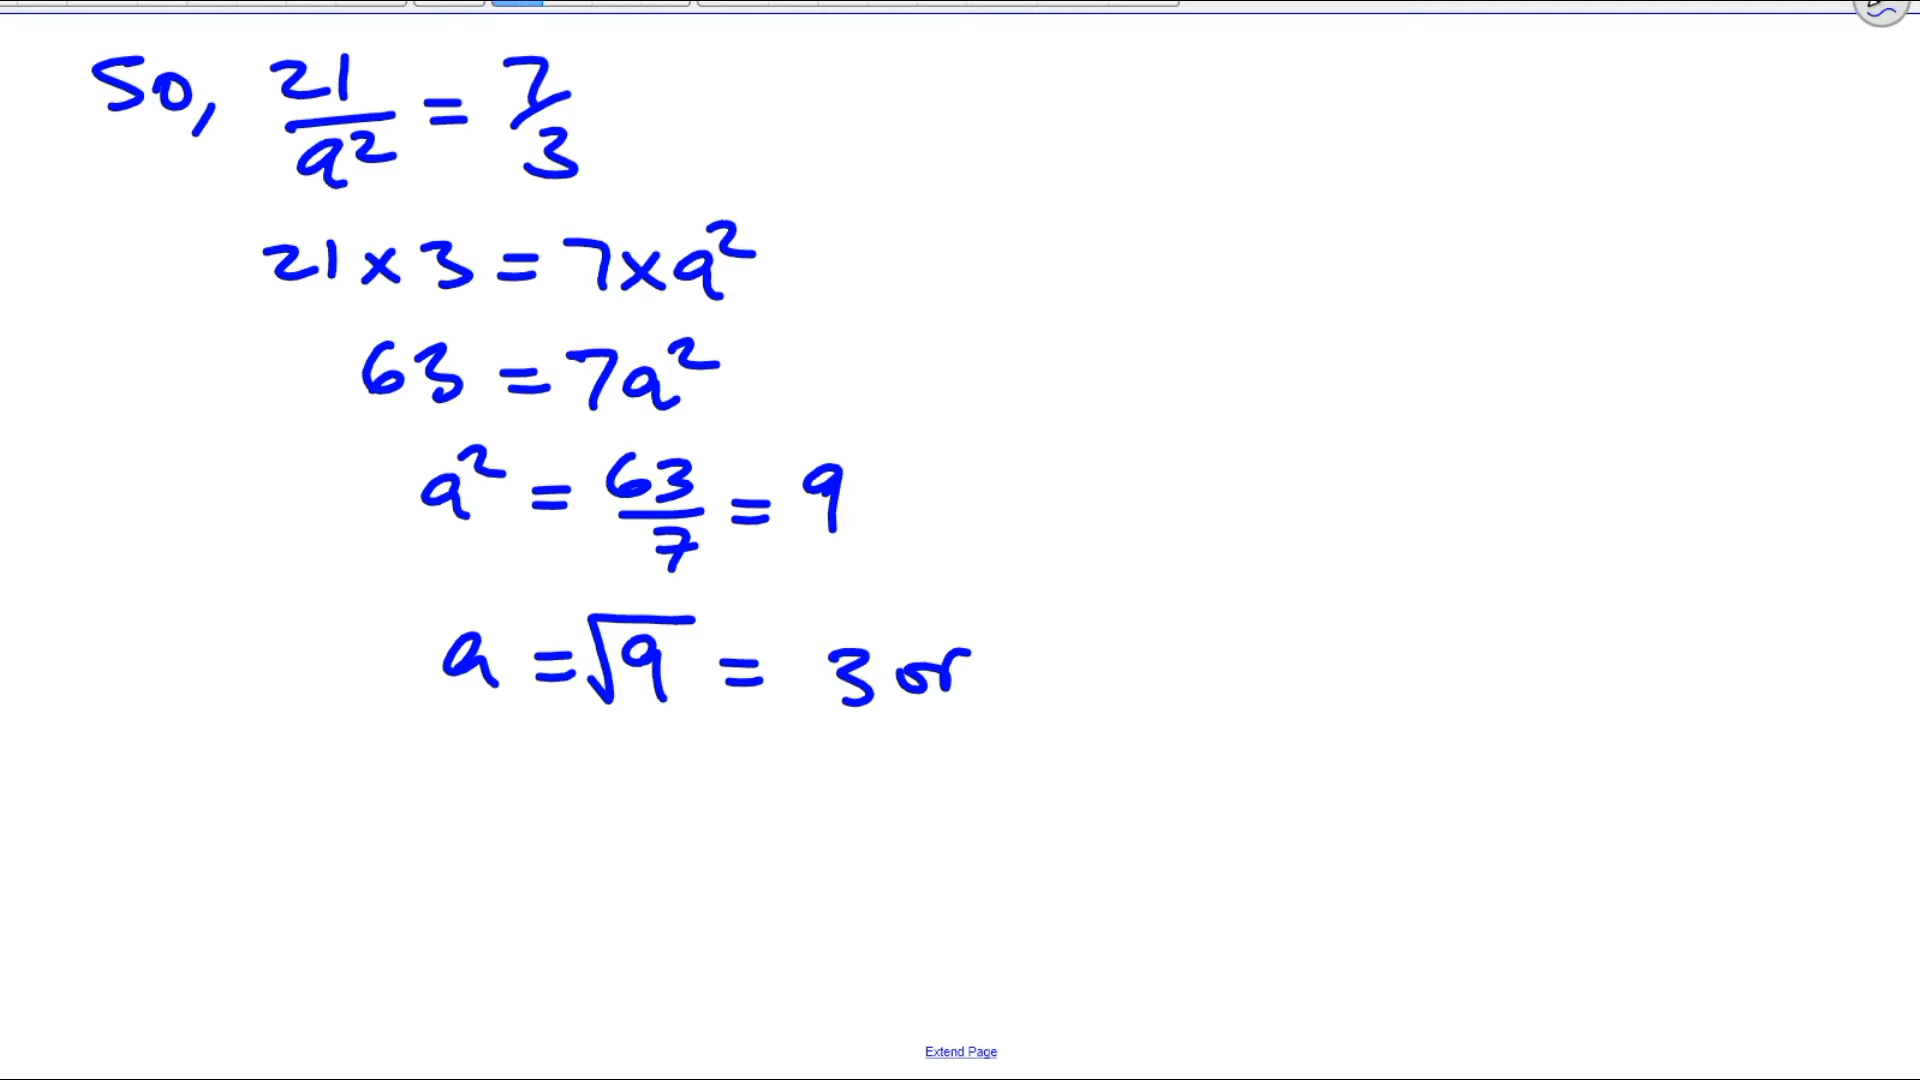 So, 21/a² = 7/3
21 × 3 = 7 × a²
63 = 7a²
a² = 63/7 = 9
a = √9 = 3 or
Extend Page